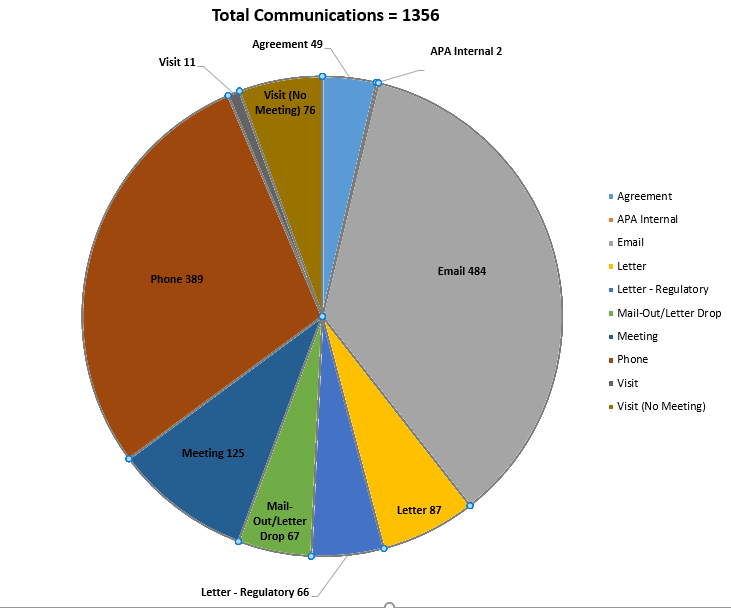 Total Communications = 1356
Agreement 49
APA Internal 2
Visit 11
Visit (No
Meeting) 76
Email 484
Phone 389
Meeting 125
Mail-
Out/Letter
Drop 67
Letter 87
Letter - Regulatory 66
Agreement
APA Internal
Email
Letter
Letter - Regulatory
Mail-Out/Letter Drop
Meeting
Phone
Visit
Visit (No Meeting)